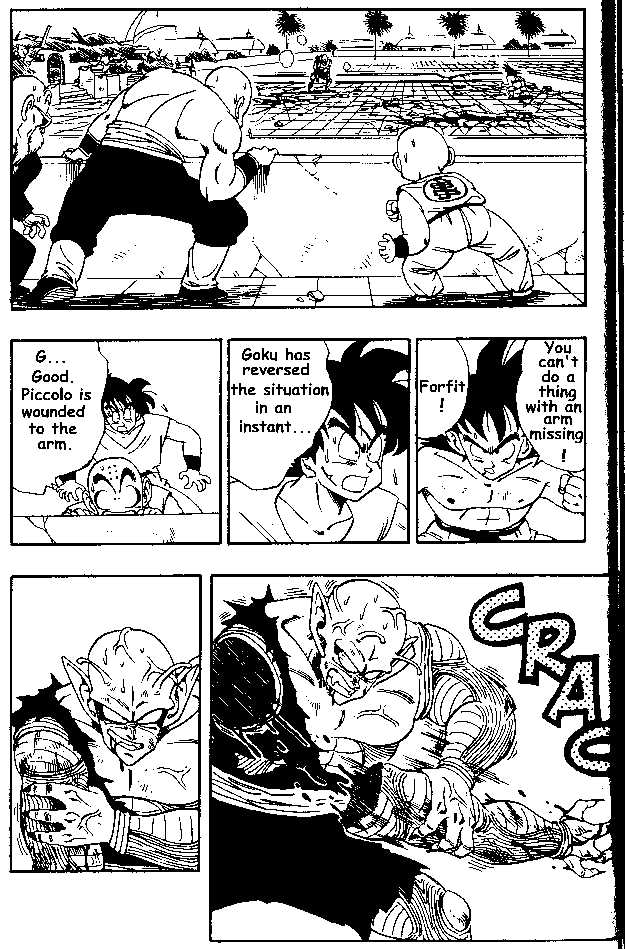 You
can't
do a
thing
with an
arm
missing
!
Forfit
!
Goku has
reversed
the situation
in an
instant...
G...
Good.
Piccolo is
wounded
to the
arm.
CRAC